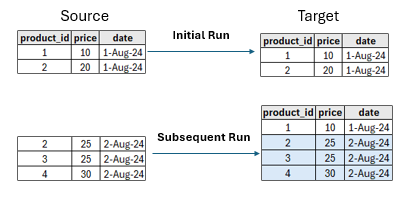 Source Target
Initial Run
product_id price date
1 10 1-Aug-24
2 20 1-Aug-24
product_id price date
1 10 1-Aug-24
2 20 1-Aug-24
Subsequent Run
2 25 2-Aug-24
3 25 2-Aug-24
4 30 2-Aug-24
product_id price date
1 10 1-Aug-24
2 25 2-Aug-24
3 25 2-Aug-24
4 30 2-Aug-24